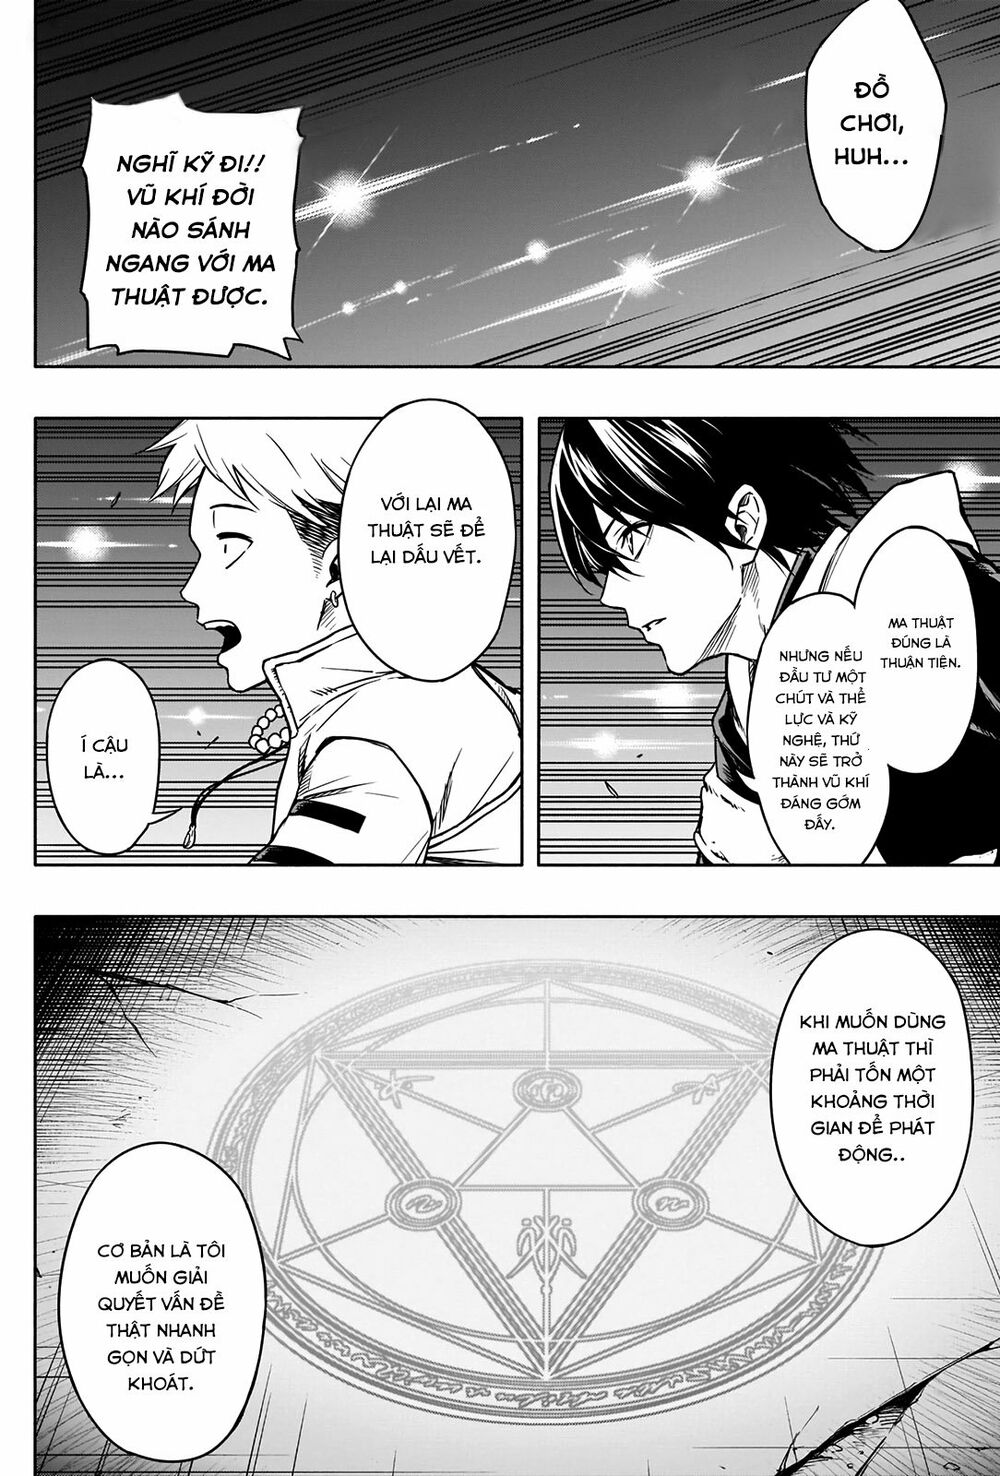 ĐỒ
CHƠI,
HUH...
NGHĨ KỸ ĐI!!
VŨ KHÍ ĐỜI
NÀO SÁNH
NGANG VỚI MA
THUẬT ĐƯỢC.
MA THUẬT
ĐÚNG LÀ
THUẬN TIỆN.
NHƯNG NẾU
ĐẦU TƯ MỘT
CHÚT VÀ THỂ
LỰC VÀ KỸ
NGHỆ, THỨ
NÀY SẼ TRỞ
THÀNH VŨ KHÍ
ĐÁNG GỚM
ĐẤY.
VỚI LẠI MA
THUẬT SẼ ĐỂ
LẠI DẤU VẾT.
Í CẬU
LÀ...
KHI MUỐN DÙNG
MA THUẬT THÌ
PHẢI TỐN MỘT
KHOẢNG THỜI
GIAN ĐỂ PHÁT
ĐỘNG..
CƠ BẢN LÀ TÔI
MUỐN GIẢI
QUYẾT VẤN ĐỀ
THẬT NHANH
GỌN VÀ DỨT
KHOÁT.